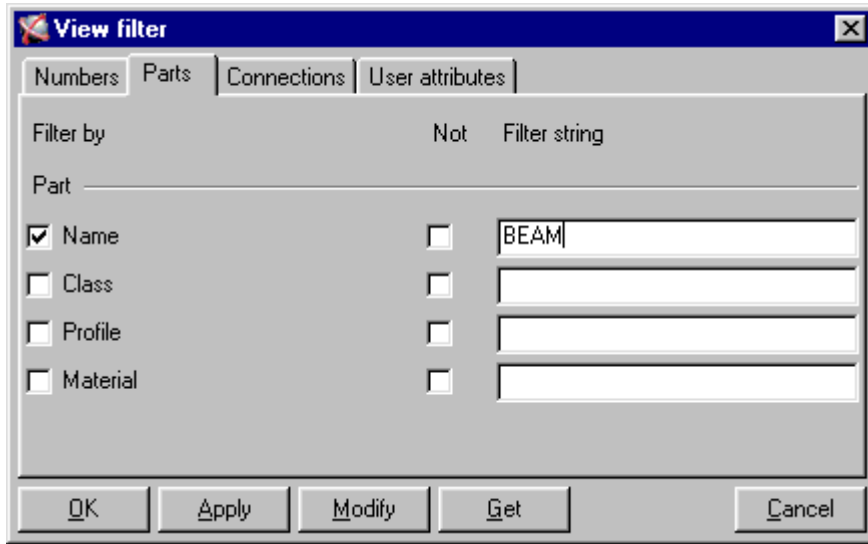 View filter
Numbers Parts Connections User attributes
Filter by Not Filter string
Part
Name BEAM
Class
Profile
Material
OK Apply Modify Get Cancel